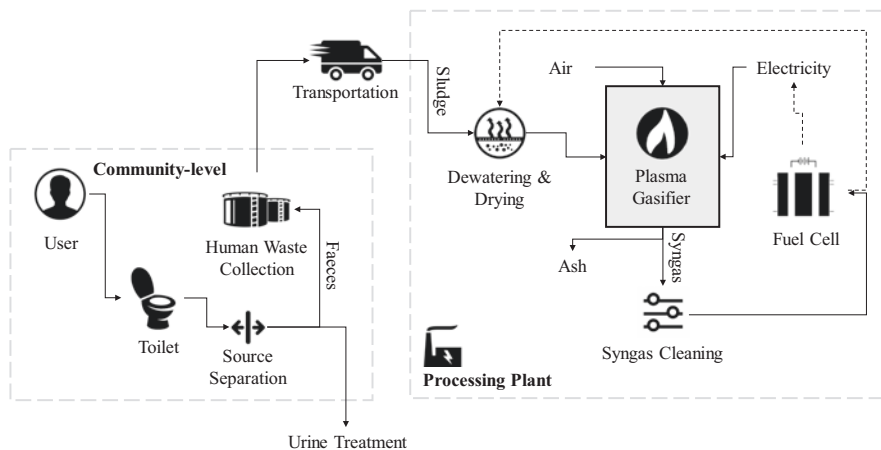 Transportation
Sludge
Air
Electricity
Dewatering &
Drying
Plasma
Gasifier
Fuel Cell
Ash
Syngas
Syngas Cleaning
Processing Plant
Community-level
User
Human Waste
Collection
Faeces
Toilet
Source
Separation
Urine Treatment